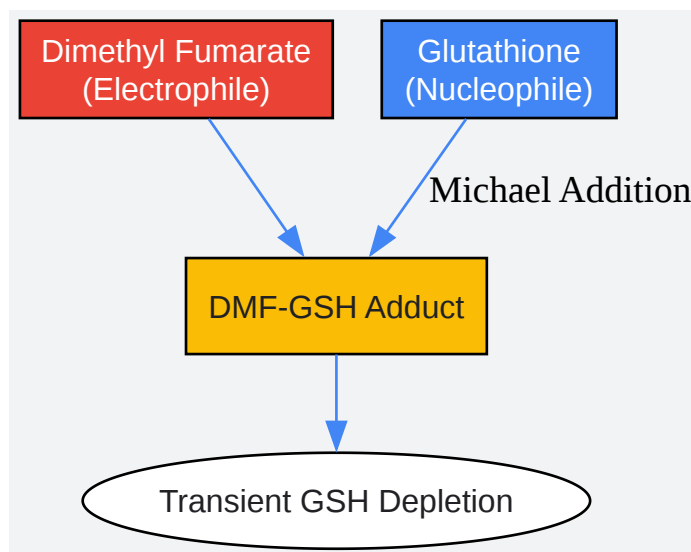 Dimethyl Fumarate
(Electrophile)
Glutathione
(Nucleophile)
Michael Addition
DMF-GSH Adduct
Transient GSH Depletion